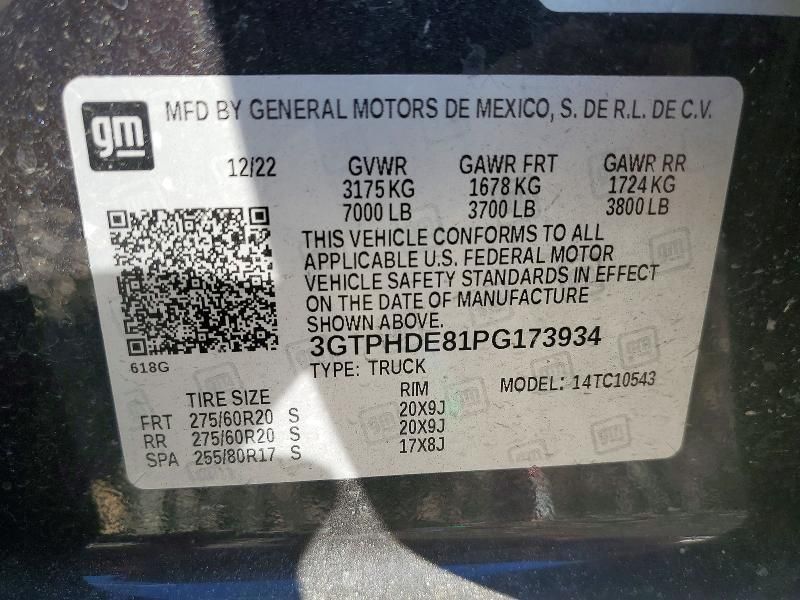 gm
MFD BY GENERAL MOTORS DE MEXICO, S. DE R.L. DE C.V.
12/22 GVWR GAWR FRT GAWR RR
3175 KG 1678 KG 1724 KG
7000 LB 3700 LB 3800 LB
THIS VEHICLE CONFORMS TO ALL
APPLICABLE U.S. FEDERAL MOTOR
VEHICLE SAFETY STANDARDS IN EFFECT
ON THE DATE OF MANUFACTURE
SHOWN ABOVE.
3GTPHDE81PG173934
618G
TYPE: TRUCK MODEL: 14TC10543
TIRE SIZE RIM
FRT 275/60R20 S 20X9J
RR 275/60R20 S 20X9J
SPA 255/80R17 S 17X8J